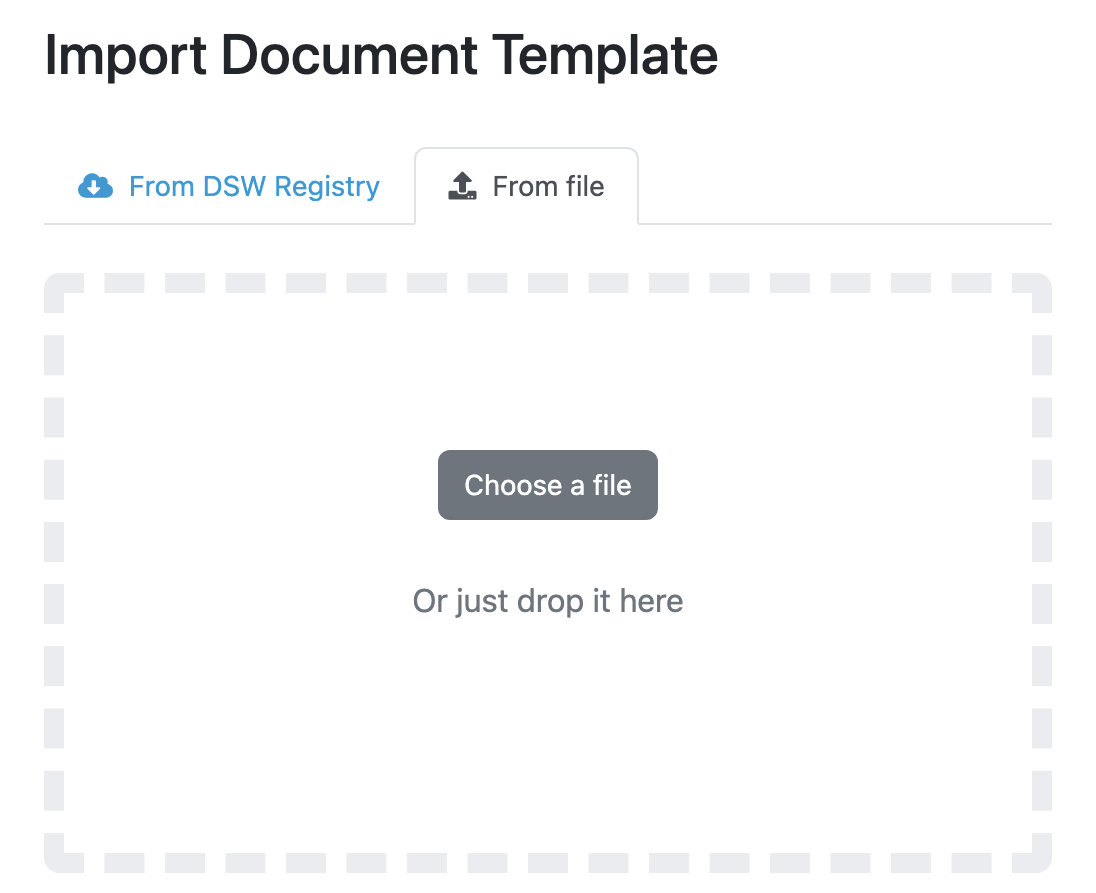 Import Document Template
From DSW Registry
From file
Choose a file
Or just drop it here